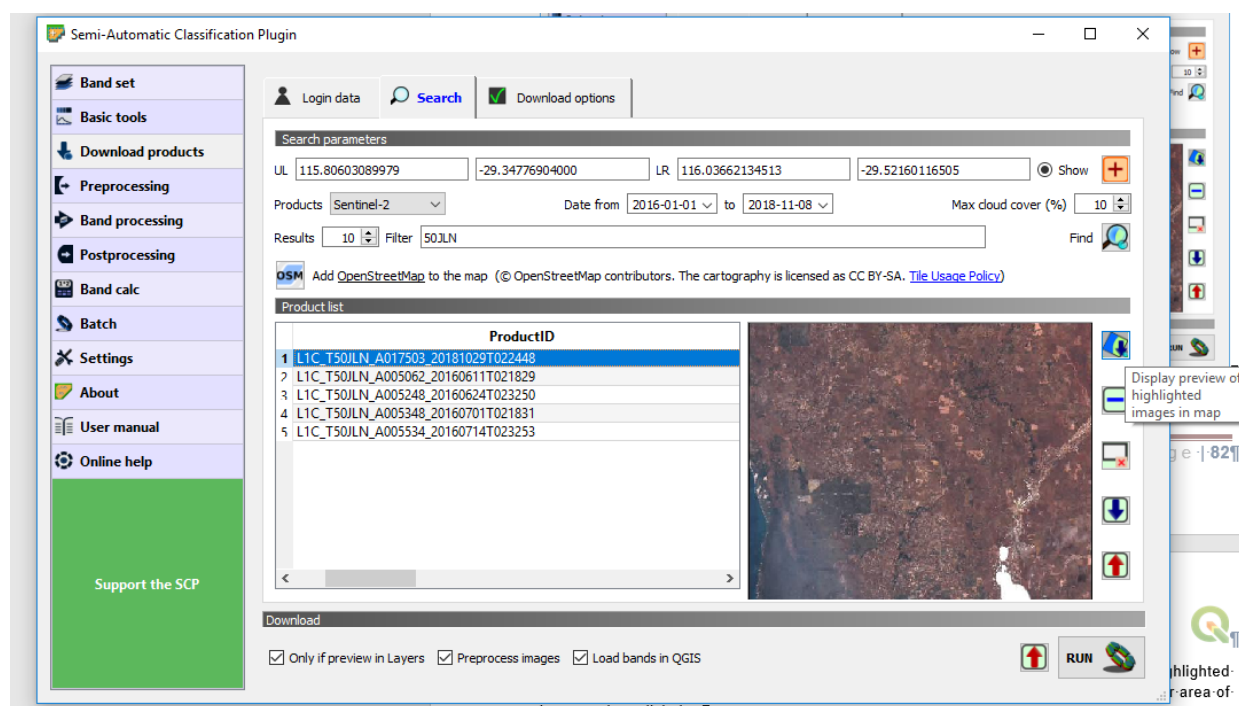 Semi-Automatic Classification Plugin
Band set
Basic tools
Download products
Preprocessing
Band processing
Postprocessing
Band calc
Batch
Settings
About
User manual
Online help
Support the SCP
Login data Search Download options
Search parameters
UL 115.80603089979 -29.34776904000 LR 116.03662134513 -29.52160116505 Show
Products Sentinel-2 Date from 2016-01-01 to 2018-11-08 Max cloud cover (%) 10
Results 10 Filter 50JLN Find
OSM Add OpenStreetMap to the map (© OpenStreetMap contributors. The cartography is licensed as CC BY-SA. Tile Usage Policy)
Product list
ProductID
1 L1C_T50JLN_A017503_20181029T022448
2 L1C_T50JLN_A005062_20160611T021829
3 L1C_T50JLN_A005248_20160624T023250
4 L1C_T50JLN_A005348_20160701T021831
5 L1C_T50JLN_A005534_20160714T023253
Download
Only if preview in Layers Preprocess images Load bands in QGIS
RUN
10
RUN
Display preview of
highlighted
images in map
g e | 82¶
hlighted
r area of